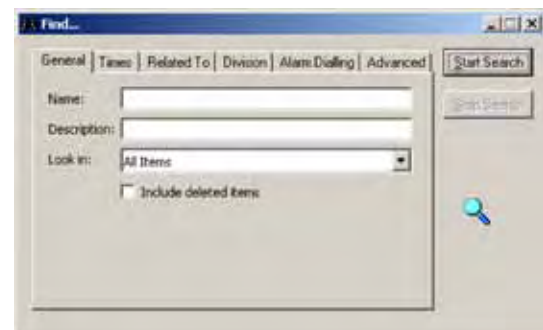 Find...
General Times Related To Division Alarm Dialling Advanced
Start Search
Name:
Stop Search
Description:
Look in: All Items
Include deleted items